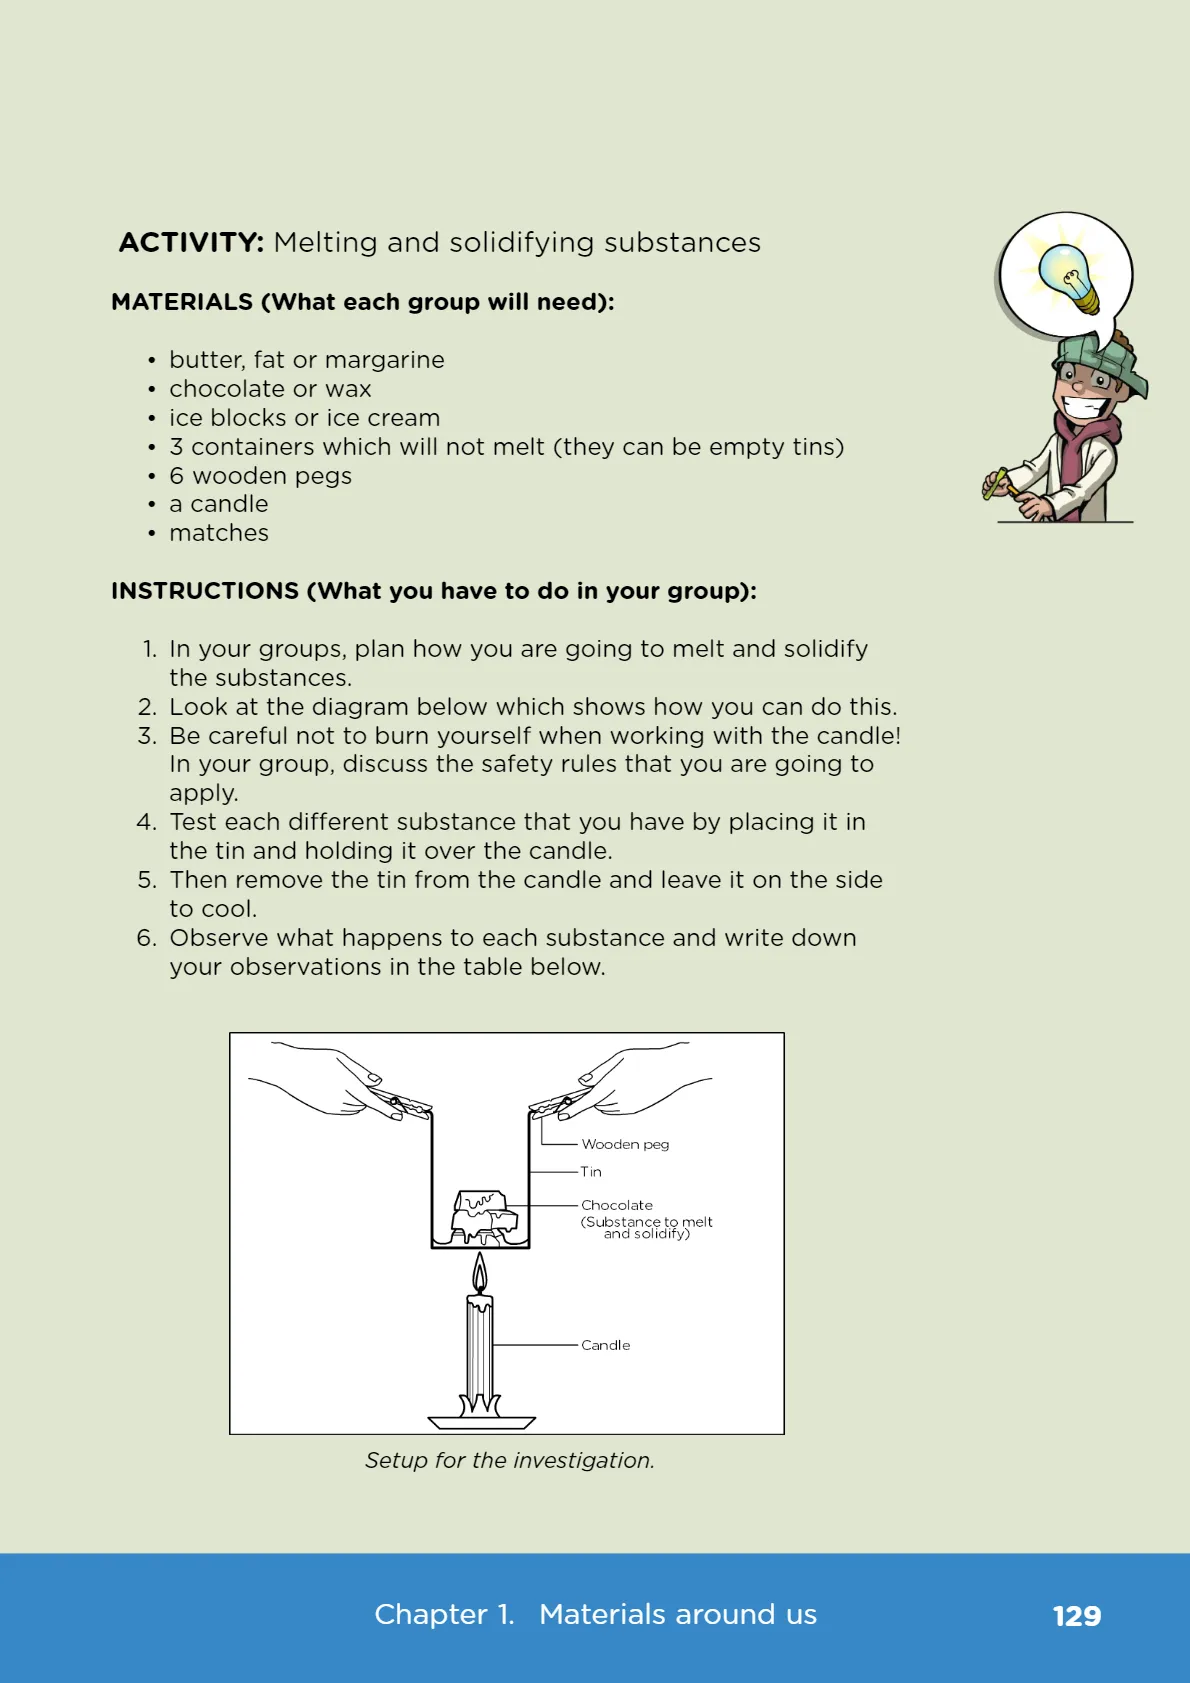 ACTIVITY: Melting and solidifying substances
MATERIALS (What each group will need):
• butter, fat or margarine
• chocolate or wax
• ice blocks or ice cream
• 3 containers which will not melt (they can be empty tins)
• 6 wooden pegs
• a candle
• matches
INSTRUCTIONS (What you have to do in your group):
1. In your groups, plan how you are going to melt and solidify
the substances.
2. Look at the diagram below which shows how you can do this.
3. Be careful not to burn yourself when working with the candle!
In your group, discuss the safety rules that you are going to
apply.
4. Test each different substance that you have by placing it in
the tin and holding it over the candle.
5. Then remove the tin from the candle and leave it on the side
to cool.
6. Observe what happens to each substance and write down
your observations in the table below.
Wooden peg
Tin
Chocolate
(Substance to melt
and solidify)
Candle
Setup for the investigation.
Chapter 1. Materials around us
129